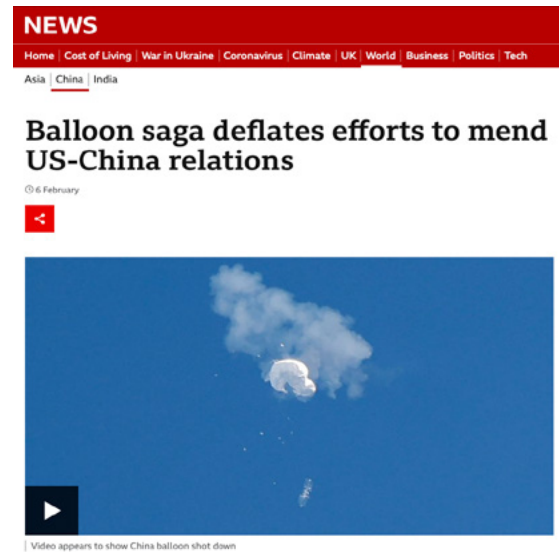 NEWS
Home | Cost of Living | War in Ukraine | Coronavirus | Climate | UK | World | Business | Politics | Tech
Asia | China | India
Balloon saga deflates efforts to mend
US-China relations
6 February
Video appears to show China balloon shot down